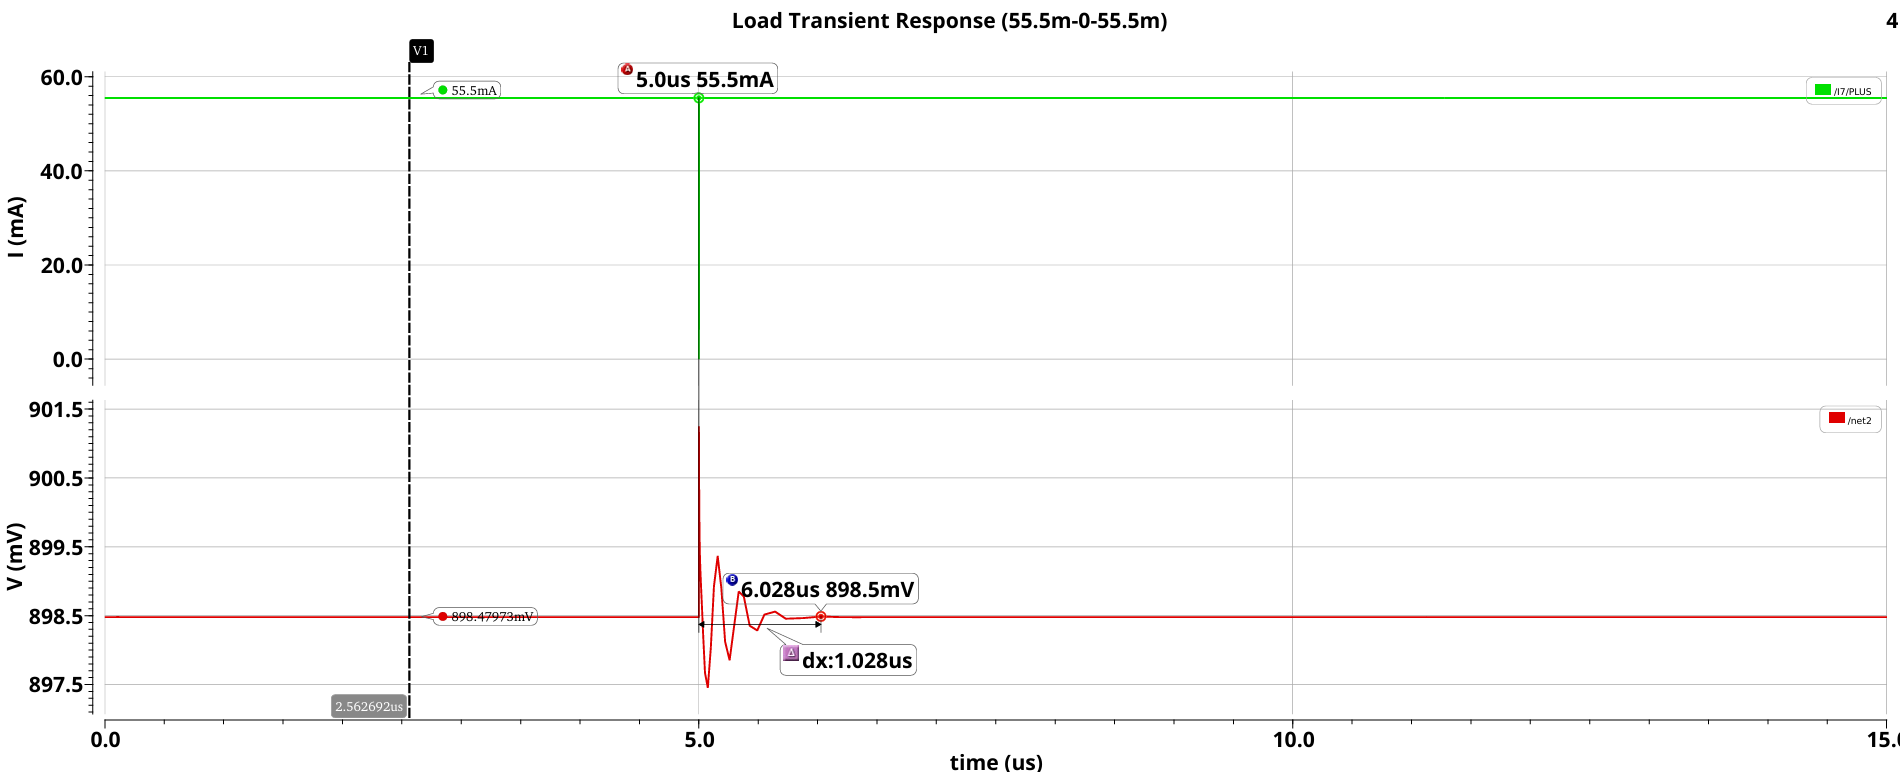 Load Transient Response (55.5m-0-55.5m)
4
V1
60.0
55.5mA
A
5.0us 55.5mA
/I7/PLUS
40.0
I (mA)
20.0
0.0
901.5
/net2
900.5
V (mV)
899.5
B
6.028us 898.5mV
898.5
898.47973mV
Δ
dx:1.028us
897.5
2.562692us
0.0
5.0
10.0
15.0
time (us)